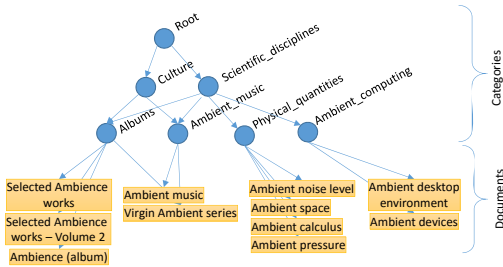 Root
Culture
Scientific_disciplines
Albums
Ambient_music
Physical_quantities
Ambient_computing
Categories
Selected Ambience
works
Selected Ambience
works – Volume 2
Ambience (album)
Ambient music
Virgin Ambient series
Ambient noise level
Ambient space
Ambient calculus
Ambient pressure
Ambient desktop
environment
Ambient devices
Documents